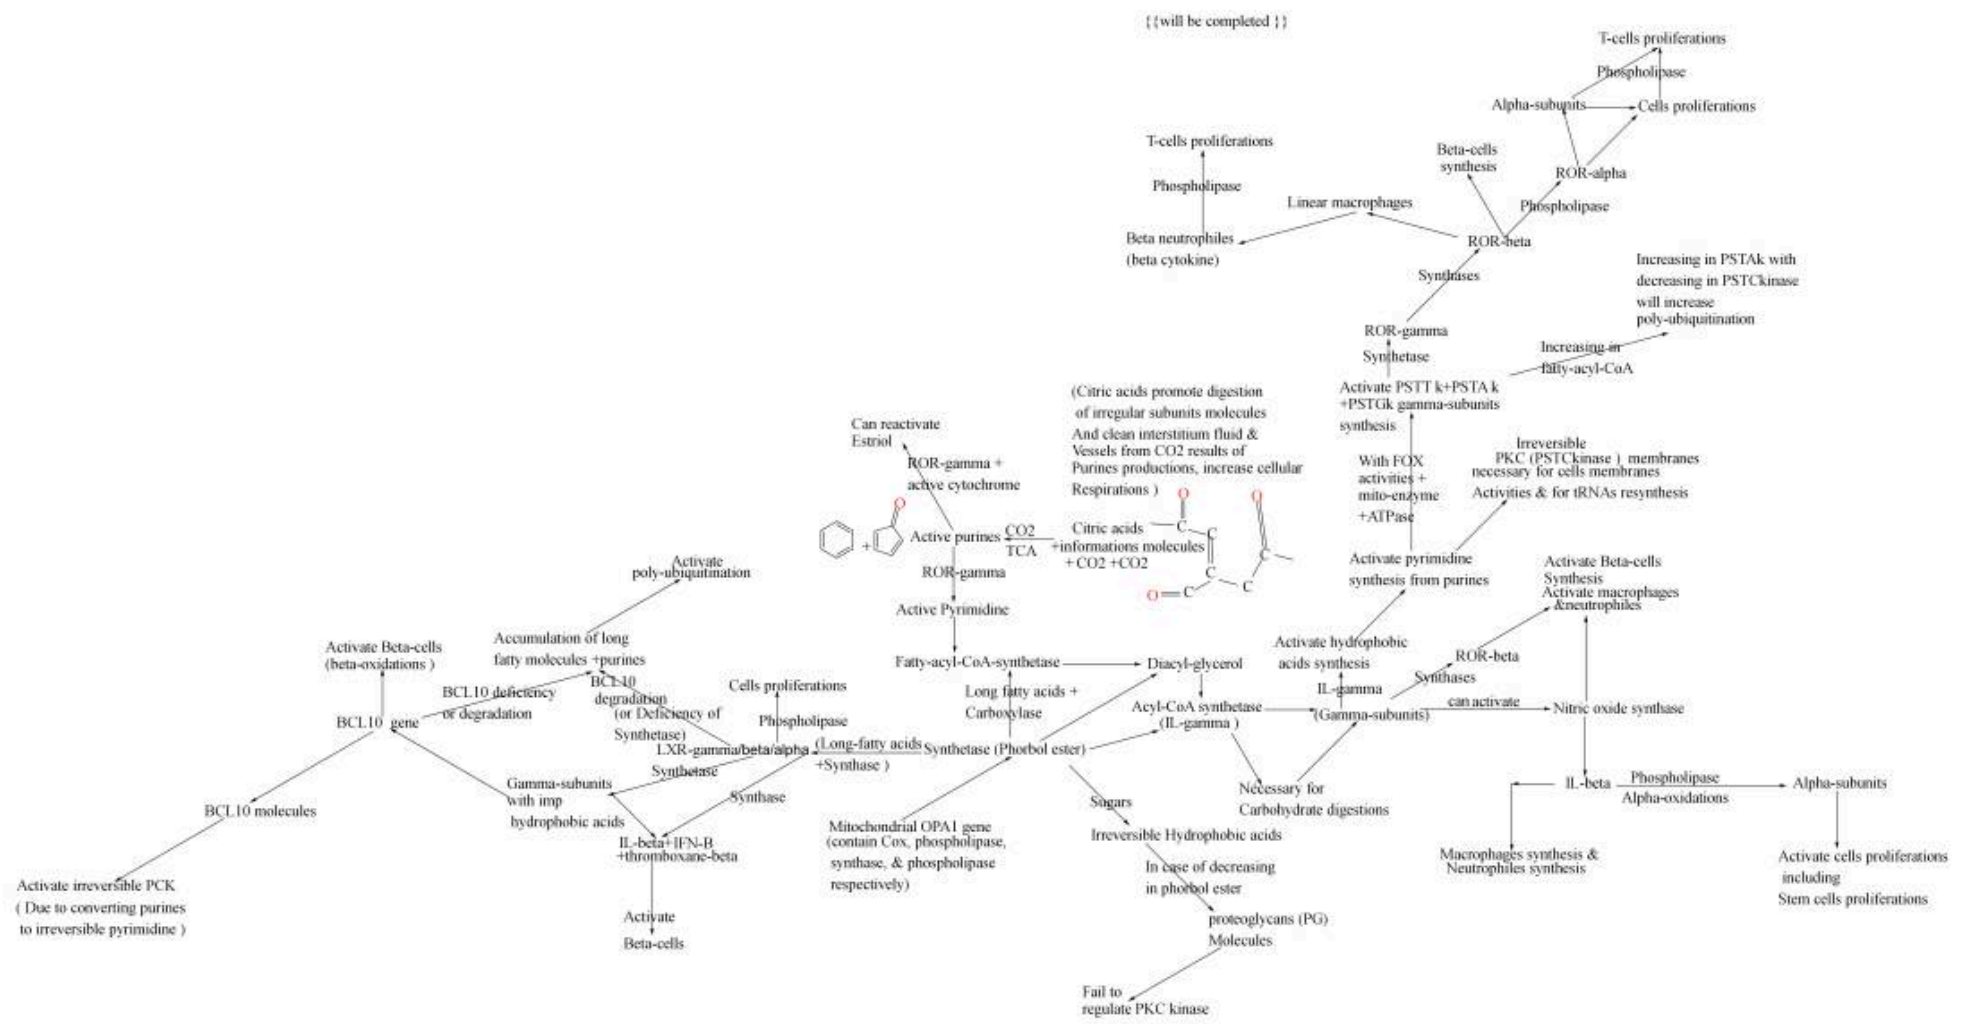 {{will be completed }}
T-cells proliferations
Phospholipase
Alpha-subunits
Cells proliferations
T-cells proliferations
Beta-cells
synthesis
ROR-alpha
Phospholipase
Linear macrophages
Phospholipase
Beta neutrophiles
(beta cytokine)
ROR-beta
Increasing in PSTAk with
decreasing in PSTCkinase
will increase
poly-ubiquitination
Synthases
ROR-gamma
Increasing in
fatty-acyl-CoA
Synthetase
Activate PSTT k+PSTA k
+PSTGk gamma-subunits
synthesis
(Citric acids promote digestion
of irregular subunits molecules
And clean interstitium fluid &
Vessels from CO2 results of
Purines productions, increase cellular
Respirations )
Can reactivate
Estriol
ROR-gamma +
active cytochrome
With FOX
activities +
mito-enzyme
+ATPase
Irreversible
PKC (PSTCkinase ) membranes
necessary for cells membranes
Activities & for tRNAs resynthesis
O
+
Active purines
CO2
TCA
Citric acids
+informations molecules
+ CO2 +CO2
O
O
C
C
C
C
C
C
O
ROR-gamma
Active Pyrimidine
Activate pyrimidine
synthesis from purines
Activate Beta-cells
Synthesis
Activate macrophages
&neutrophiles
Activate
poly-ubiquitination
Accumulation of long
fatty molecules +purines
Activate Beta-cells
(beta-oxidations )
Fatty-acyl-CoA-synthetase
Diacyl-glycerol
Activate hydrophobic
acids synthesis
ROR-beta
Synthases
IL-gamma
(Gamma-subunits)
can activate
Nitric oxide synthase
BCL10
degradation
(or Deficiency of
Synthetase)
BCL10 deficiency
or degradation
BCL10 gene
Cells proliferations
Phospholipase
Long fatty acids +
Carboxylase
Acyl-CoA synthetase
(IL-gamma )
LXR-gamma/beta/alpha
(Long-fatty acids
+Synthase )
Synthetase (Phorbol ester)
Synthetase
Gamma-subunits
with imp
hydrophobic acids
Synthase
Necessary for
Carbohydrate digestions
IL-beta
Phospholipase
Alpha-oxidations
Alpha-subunits
BCL10 molecules
Sugars
Mitochondrial OPA1 gene
(contain Cox, phospholipase,
synthase, & phospholipase
respectively)
Irreversible Hydrophobic acids
IL-beta+IFN-B
+thromboxane-beta
Macrophages synthesis &
Neutrophiles synthesis
Activate cells proliferations
including
Stem cells proliferations
In case of decreasing
in phorbol ester
Activate irreversible PCK
( Due to converting purines
to irreversible pyrimidine )
Activate
Beta-cells
proteoglycans (PG)
Molecules
Fail to
regulate PKC kinase